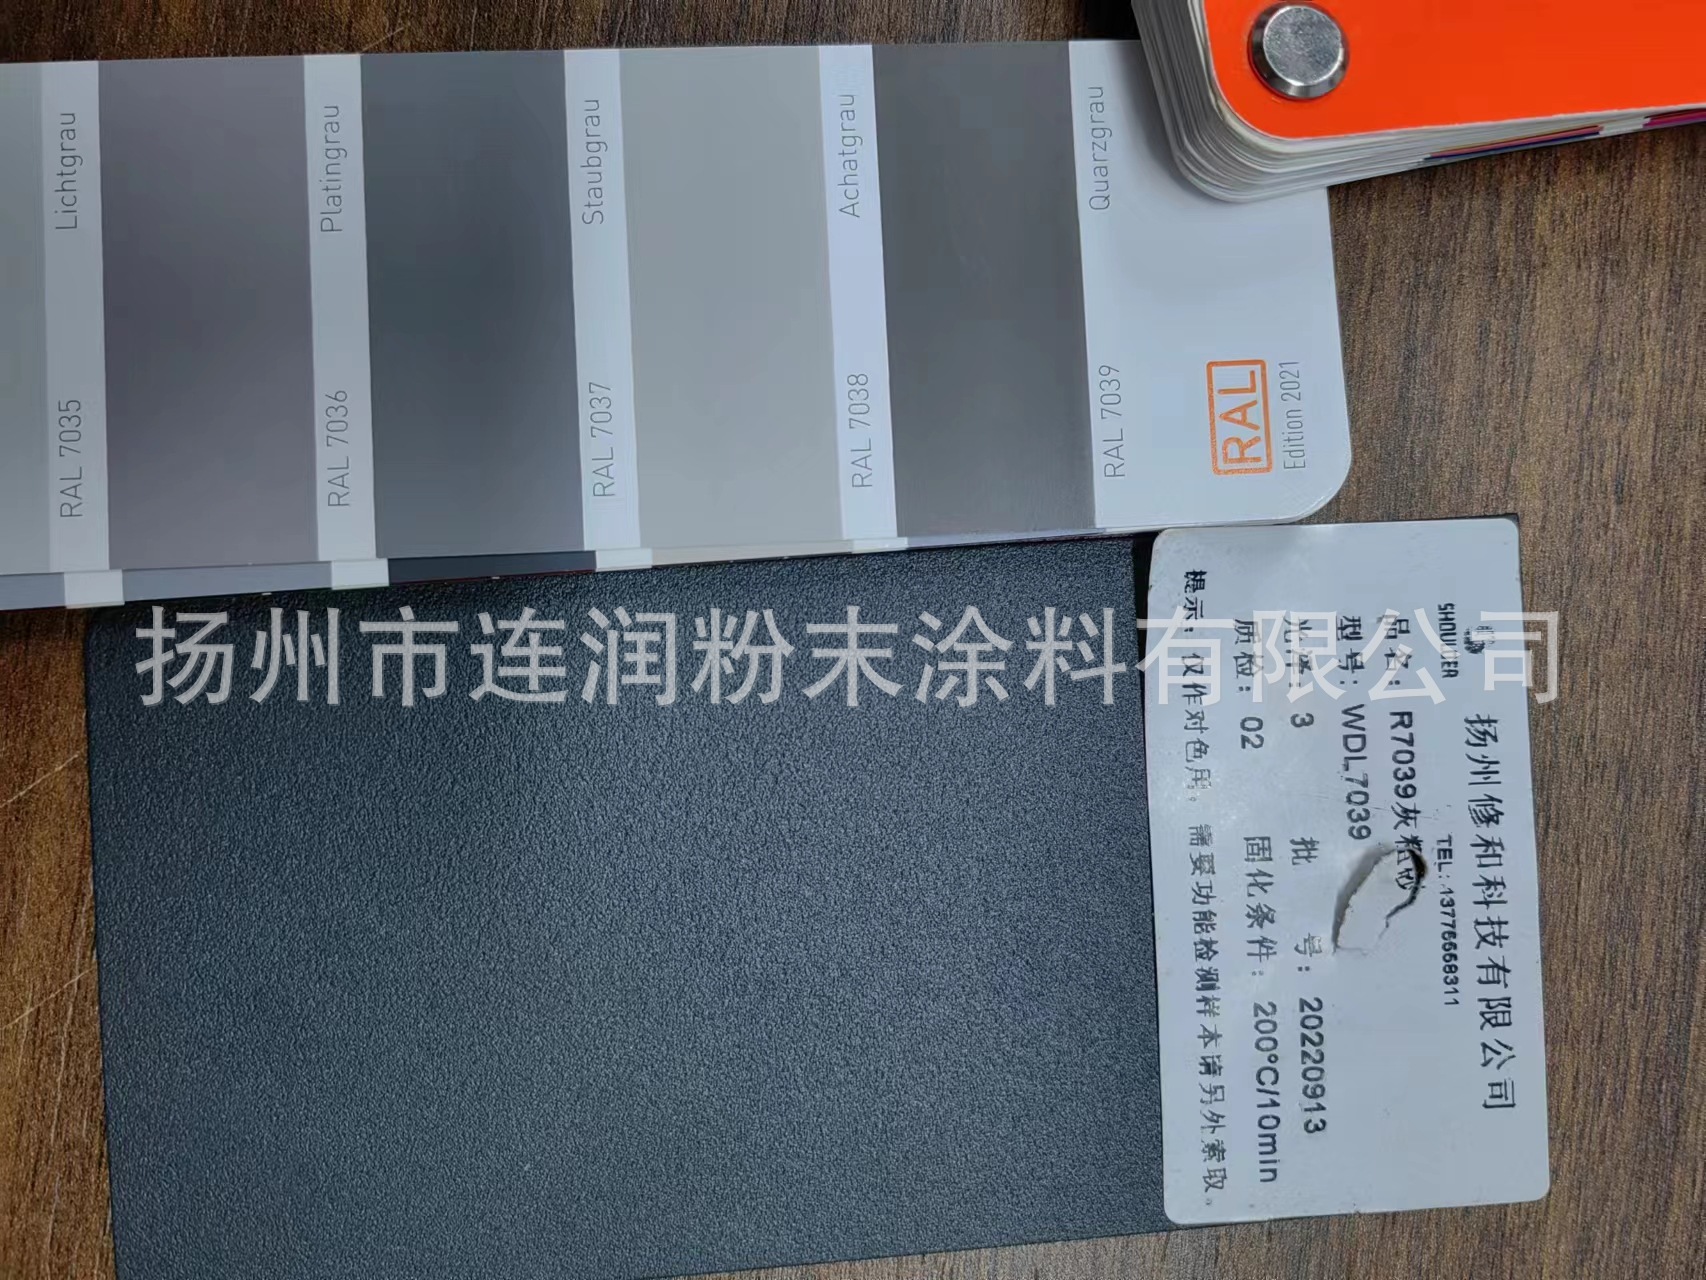 Lichtgrau
RAL 7035
Platingrau
RAL 7036
Staubgrau
RAL 7037
Achatgrau
RAL 7038
Quarzgrau
RAL 7039
RAL
Edition 2021
扬州市连润粉末涂料有限公司
扬州修和科技有限公司
TEL:13775668311
品名: R7039灰粗砂
型号: WDL7039
光泽: 3 批 号: 20220913
质检: 02 固化条件: 200°C/10min
提示: 仅作对色用。需要功能检测样本请另外索取。